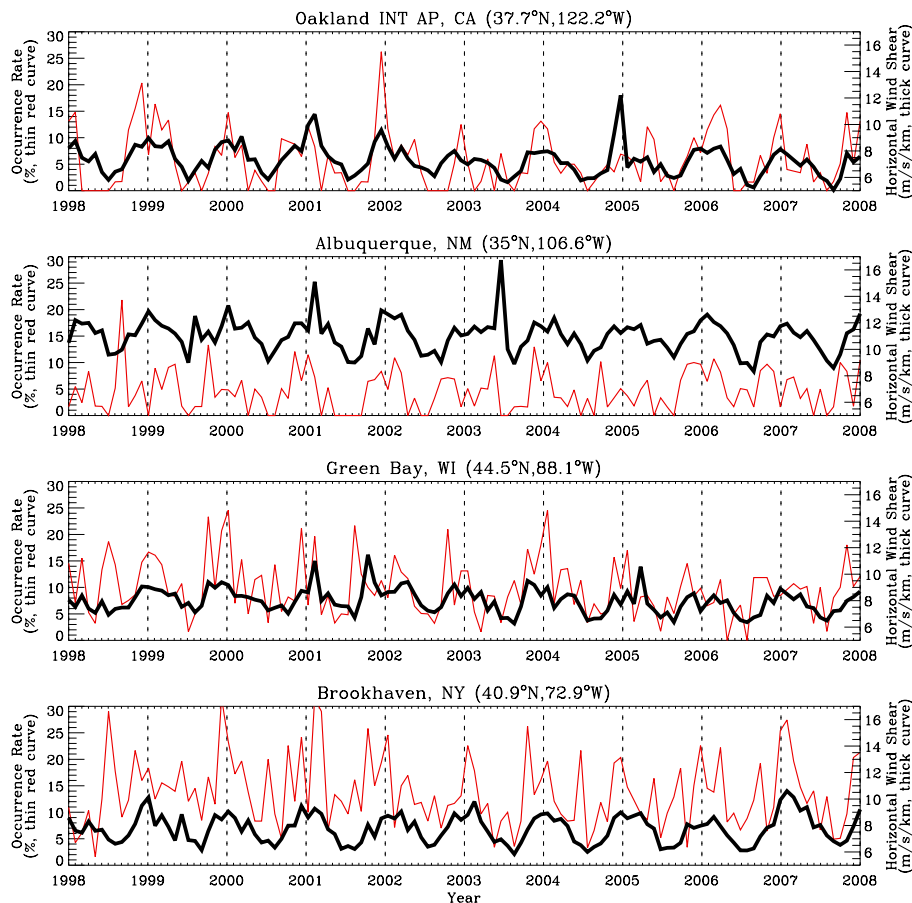 Oakland INT AP, CA (37.7°N,122.2°W)
Occurrence Rate
(%, thin red curve)
30
25
20
15
10
5
0
16
14
12
10
8
6
Horizontal Wind Shear
(m/s/km, thick curve)
1998 1999 2000 2001 2002 2003 2004 2005 2006 2007 2008
Albuquerque, NM (35°N,106.6°W)
Occurrence Rate
(%, thin red curve)
30
25
20
15
10
5
0
16
14
12
10
8
6
Horizontal Wind Shear
(m/s/km, thick curve)
1998 1999 2000 2001 2002 2003 2004 2005 2006 2007 2008
Green Bay, WI (44.5°N,88.1°W)
Occurrence Rate
(%, thin red curve)
30
25
20
15
10
5
0
16
14
12
10
8
6
Horizontal Wind Shear
(m/s/km, thick curve)
1998 1999 2000 2001 2002 2003 2004 2005 2006 2007 2008
Brookhaven, NY (40.9°N,72.9°W)
Occurrence Rate
(%, thin red curve)
30
25
20
15
10
5
0
16
14
12
10
8
6
Horizontal Wind Shear
(m/s/km, thick curve)
1998 1999 2000 2001 2002 2003 2004 2005 2006 2007 2008
Year